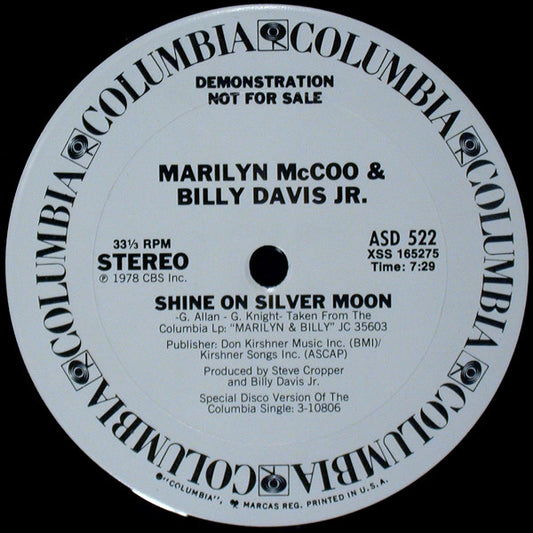 COLUMBIA COLUMBIA COLUMBIA COLUMBIA COLUMBIA COLUMBIA COLUMBIA COLUMBIA
DEMONSTRATION
NOT FOR SALE
MARILYN McCOO &
BILLY DAVIS JR.
33⅓ RPM
STEREO
℗ 1978 CBS Inc.
ASD 522
XSS 165275
Time: 7:29
SHINE ON SILVER MOON
-G. Allan - G. Knight- Taken From The
Columbia Lp: "MARILYN & BILLY" JC 35603
Publisher: Don Kirshner Music Inc. (BMI)/
Kirshner Songs Inc. (ASCAP)
Produced by Steve Cropper
and Billy Davis Jr.
Special Disco Version Of The
Columbia Single: 3-10806
"COLUMBIA", MARCAS REG. PRINTED IN U.S.A.